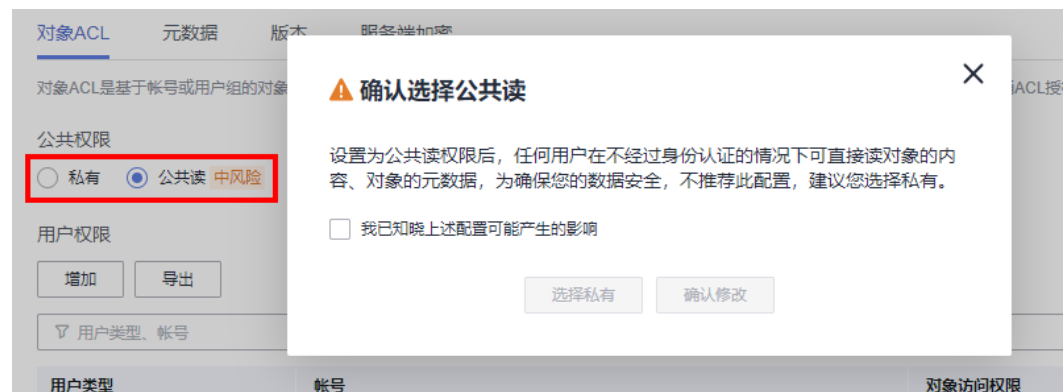 对象ACL 元数据 版本 服务端加密
对象ACL是基于帐号或用户组的对象
ACL授
确认选择公共读
设置为公共读权限后，任何用户在不经过身份认证的情况下可直接读对象的内
容、对象的元数据，为确保您的数据安全，不推荐此配置，建议您选择私有。
我已知晓上述配置可能产生的影响
选择私有 确认修改
公共权限
私有 公共读 中风险
用户权限
增加 导出
用户类型、帐号
用户类型 帐号 对象访问权限